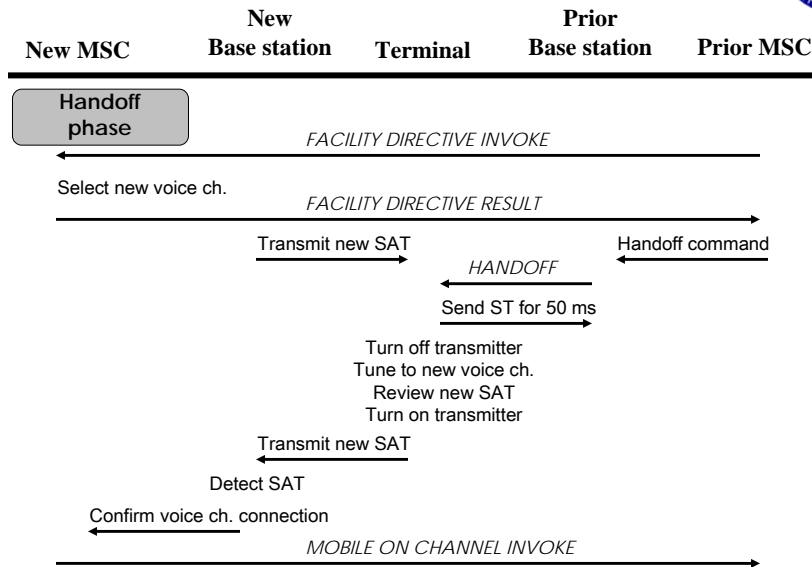 New MSC
New
Base station
Terminal
Prior
Base station
Prior MSC
Handoff
phase
FACILITY DIRECTIVE INVOKE
Select new voice ch.
FACILITY DIRECTIVE RESULT
Transmit new SAT
Handoff command
HANDOFF
Send ST for 50 ms
Turn off transmitter
Tune to new voice ch.
Review new SAT
Turn on transmitter
Transmit new SAT
Detect SAT
Confirm voice ch. connection
MOBILE ON CHANNEL INVOKE